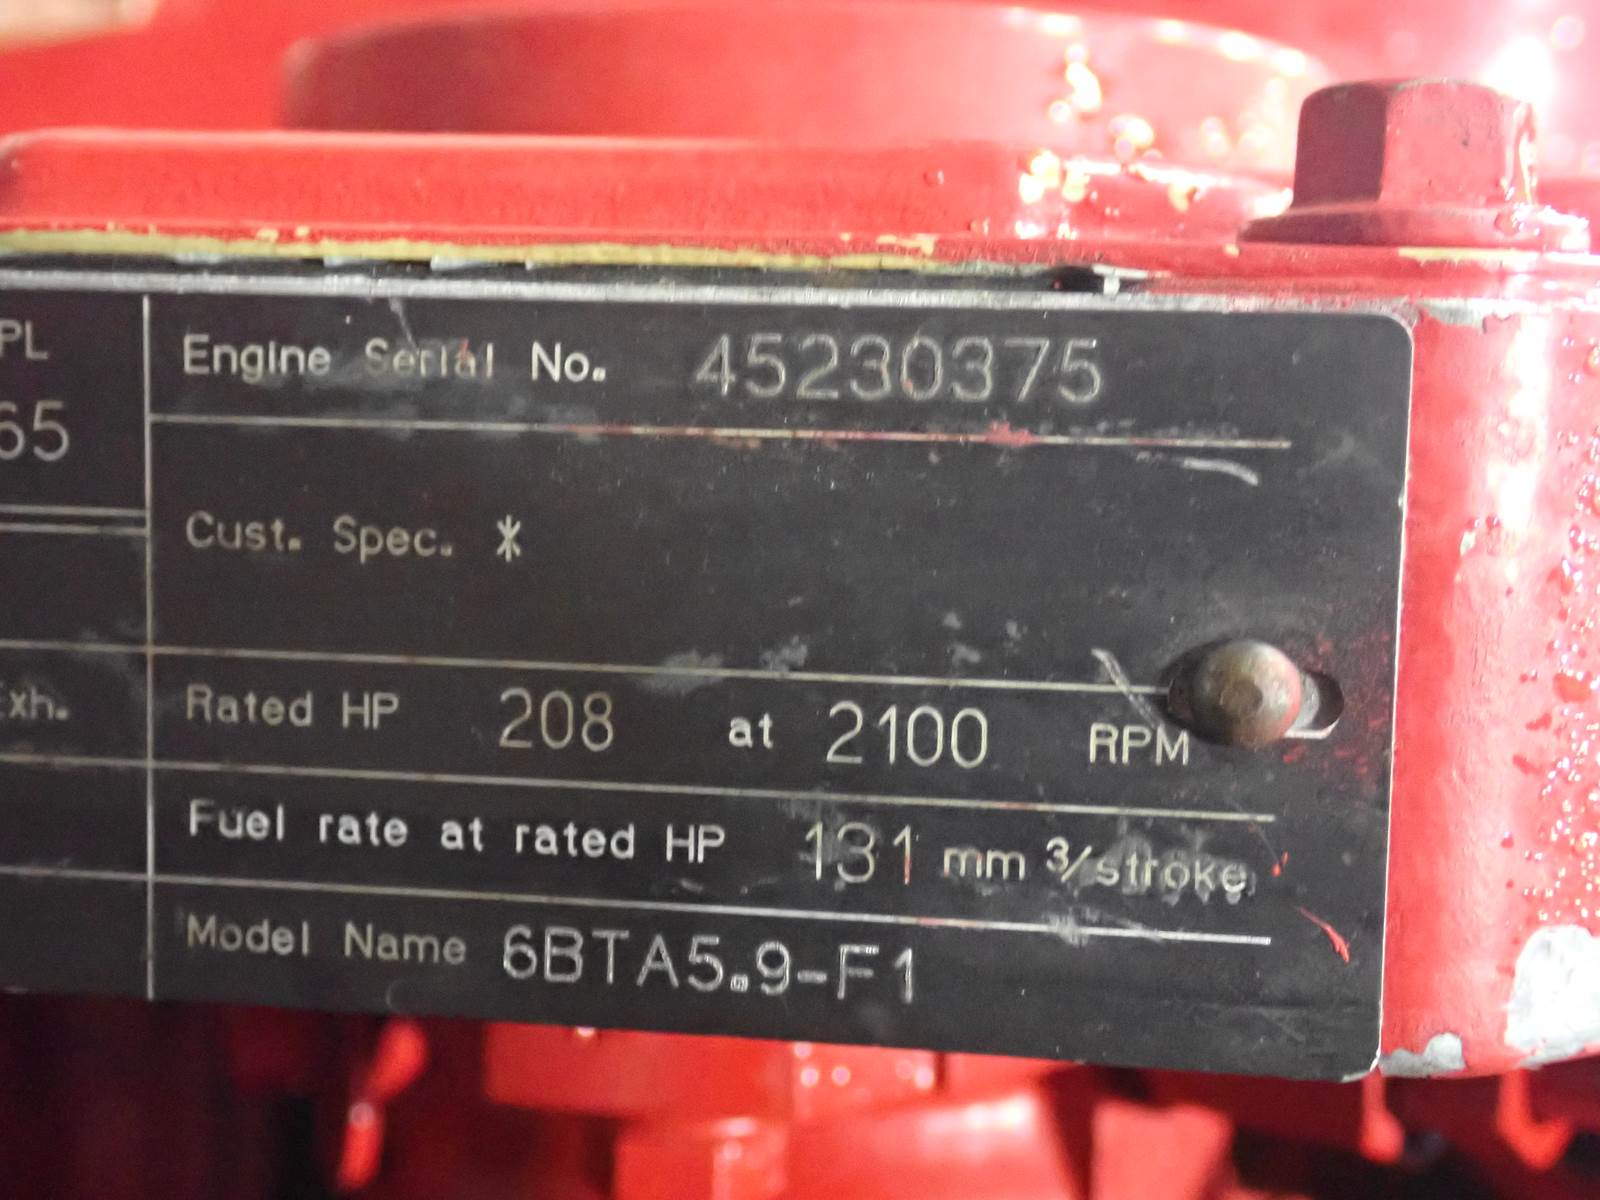 PL
65
Engine Serial No. 45230375
Cust. Spec. *
Exh.
Rated HP 208 at 2100 RPM
Fuel rate at rated HP 131 mm 3/stroke
Model Name 6BTA5.9-F1